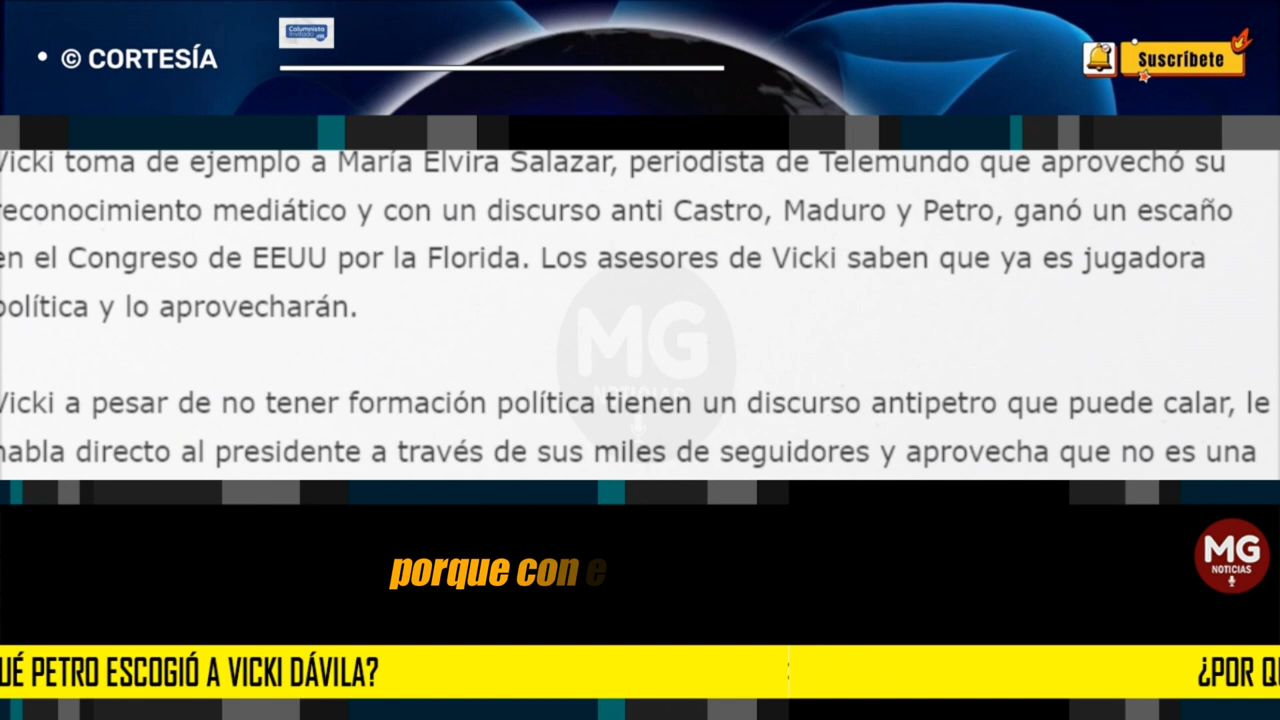 • © CORTESÍA
Columnista
Invitado
Suscríbete
Vicki toma de ejemplo a María Elvira Salazar, periodista de Telemundo que aprovechó su
reconocimiento mediático y con un discurso anti Castro, Maduro y Petro, ganó un escaño
en el Congreso de EEUU por la Florida. Los asesores de Vicki saben que ya es jugadora
política y lo aprovecharán.
MG
NOTICIAS
Vicki a pesar de no tener formación política tienen un discurso antipetro que puede calar, le
habla directo al presidente a través de sus miles de seguidores y aprovecha que no es una
porque con e
MG
NOTICIAS
UÉ PETRO ESCOGIÓ A VICKI DÁVILA?
¿POR QU